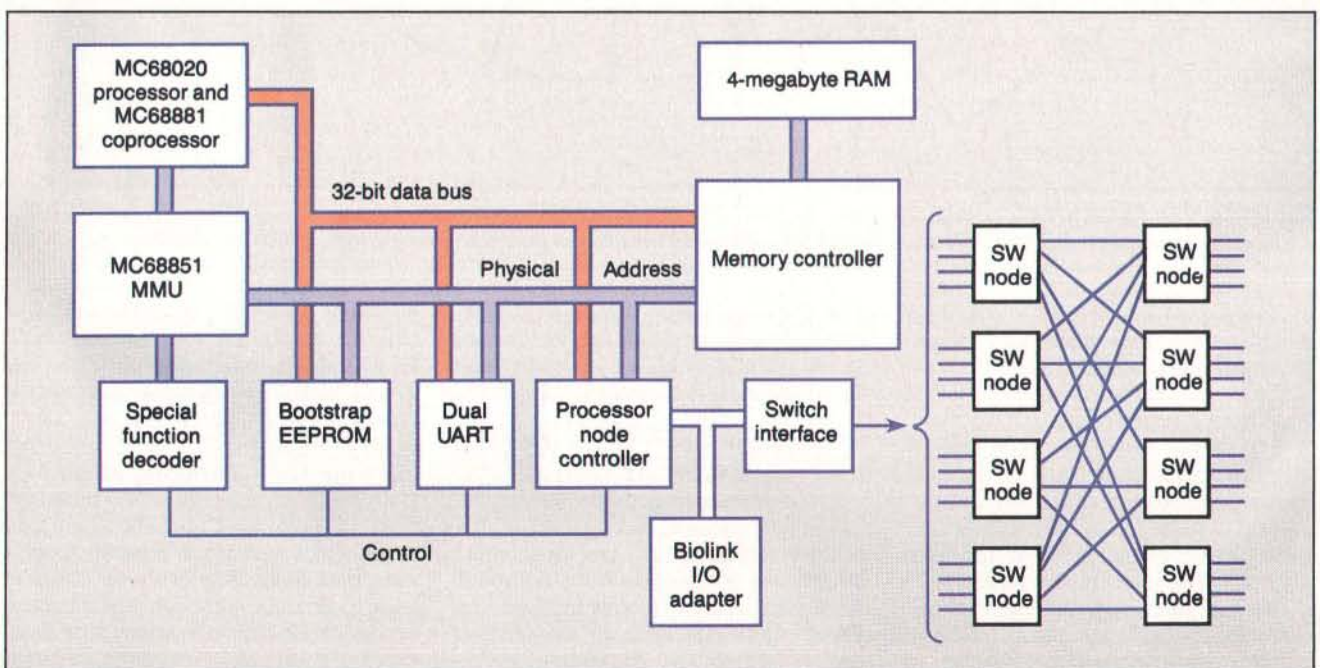 MC68020
processor and
MC68881
coprocessor
4-megabyte RAM
32-bit data bus
MC68851
MMU
Physical
Address
Memory controller
Special
function
decoder
Bootstrap
EEPROM
Dual
UART
Processor
node
controller
Switch
interface
Control
Biolink
I/O
adapter
SW
node
SW
node
SW
node
SW
node
SW
node
SW
node
SW
node
SW
node